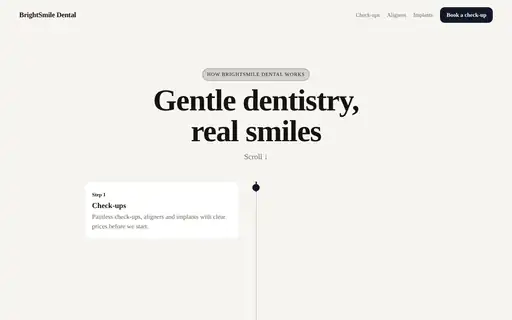 BrightSmile Dental
Check-ups Aligners Implants Book a check-up
HOW BRIGHTSMILE DENTAL WORKS
Gentle dentistry,
real smiles
Scroll ↓
Step 1
Check-ups
Painless check-ups, aligners and implants with clear
prices before we start.